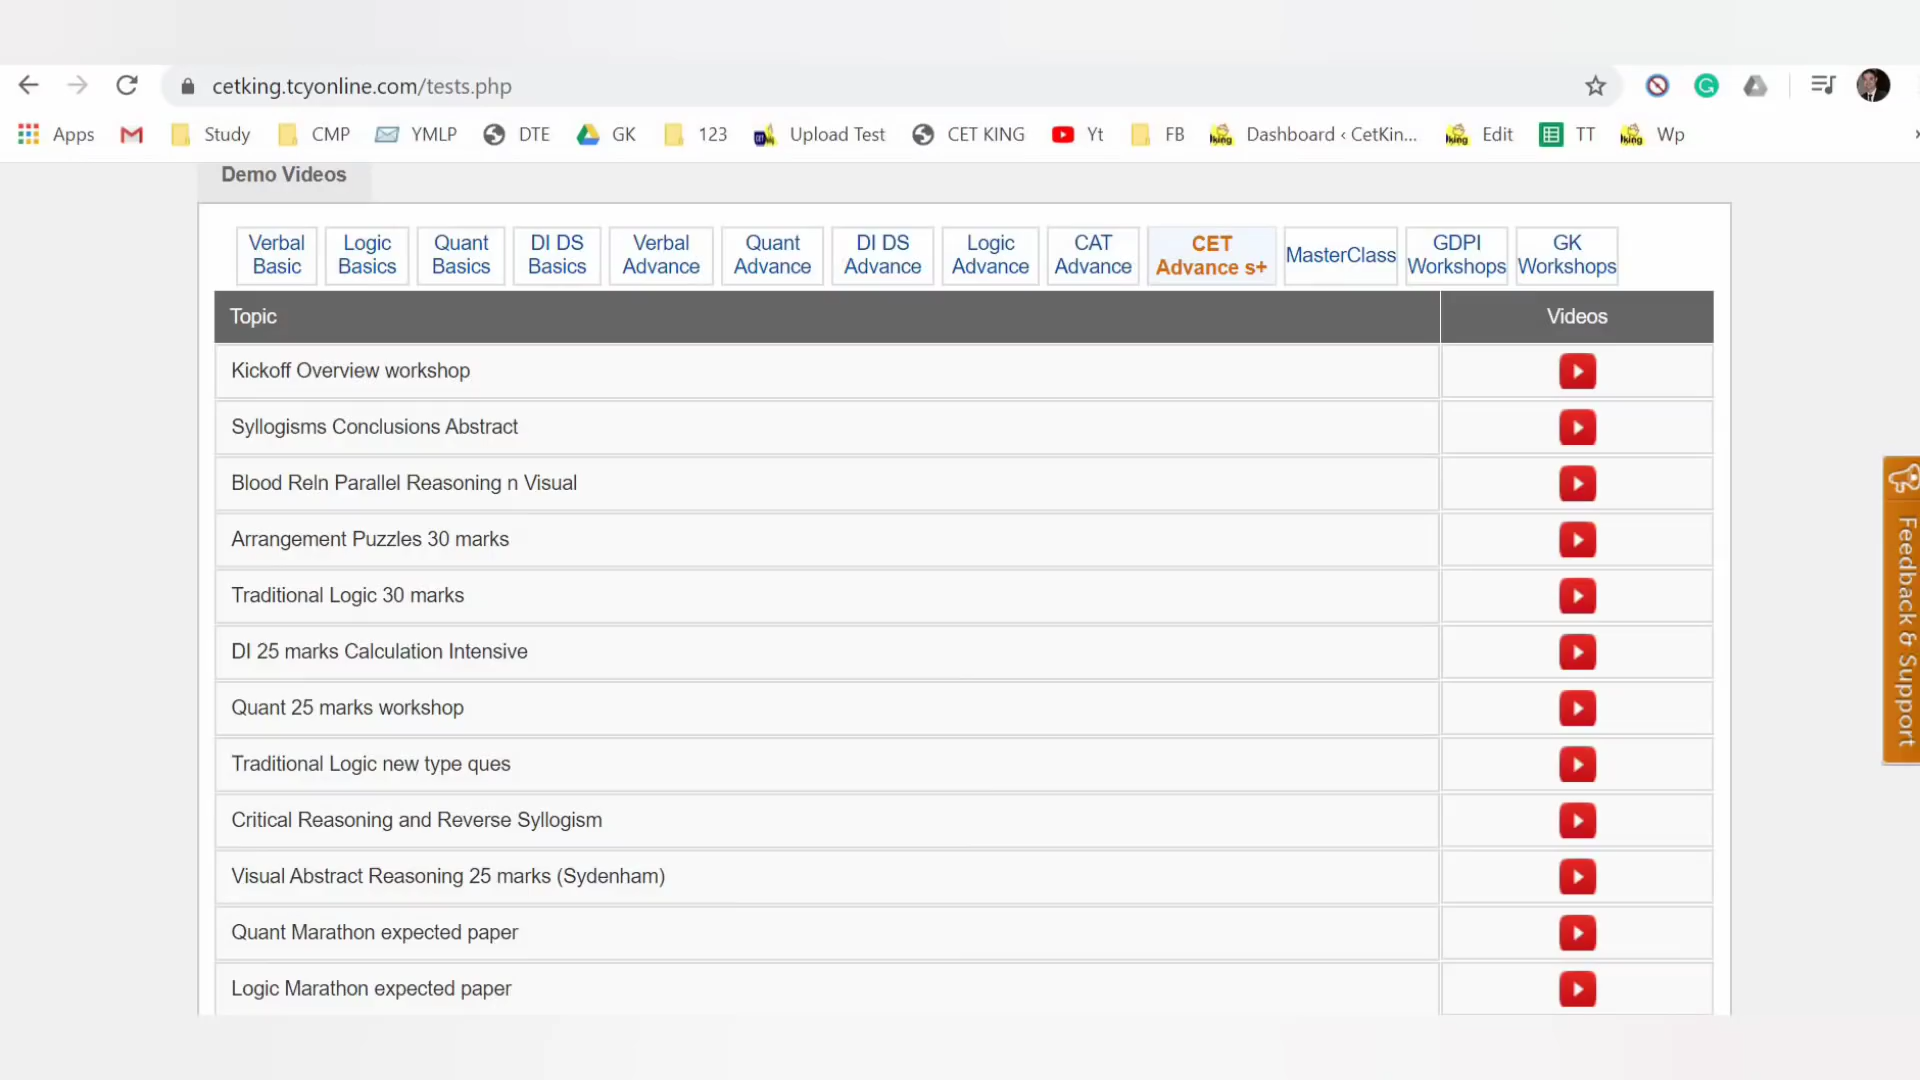 cetking.tcyonline.com/tests.php
Apps Study CMP YMLP DTE GK 123 Upload Test CET KING Yt FB Dashboard ‹ CetKin... Edit TT Wp
Demo Videos
Verbal Basic
Logic Basics
Quant Basics
DI DS Basics
Verbal Advance
Quant Advance
DI DS Advance
Logic Advance
CAT Advance
CET Advance s+
MasterClass
GDPI Workshops
GK Workshops
Topic Videos
Kickoff Overview workshop
Syllogisms Conclusions Abstract
Blood Reln Parallel Reasoning n Visual
Arrangement Puzzles 30 marks
Traditional Logic 30 marks
DI 25 marks Calculation Intensive
Quant 25 marks workshop
Traditional Logic new type ques
Critical Reasoning and Reverse Syllogism
Visual Abstract Reasoning 25 marks (Sydenham)
Quant Marathon expected paper
Logic Marathon expected paper
Feedback & Support